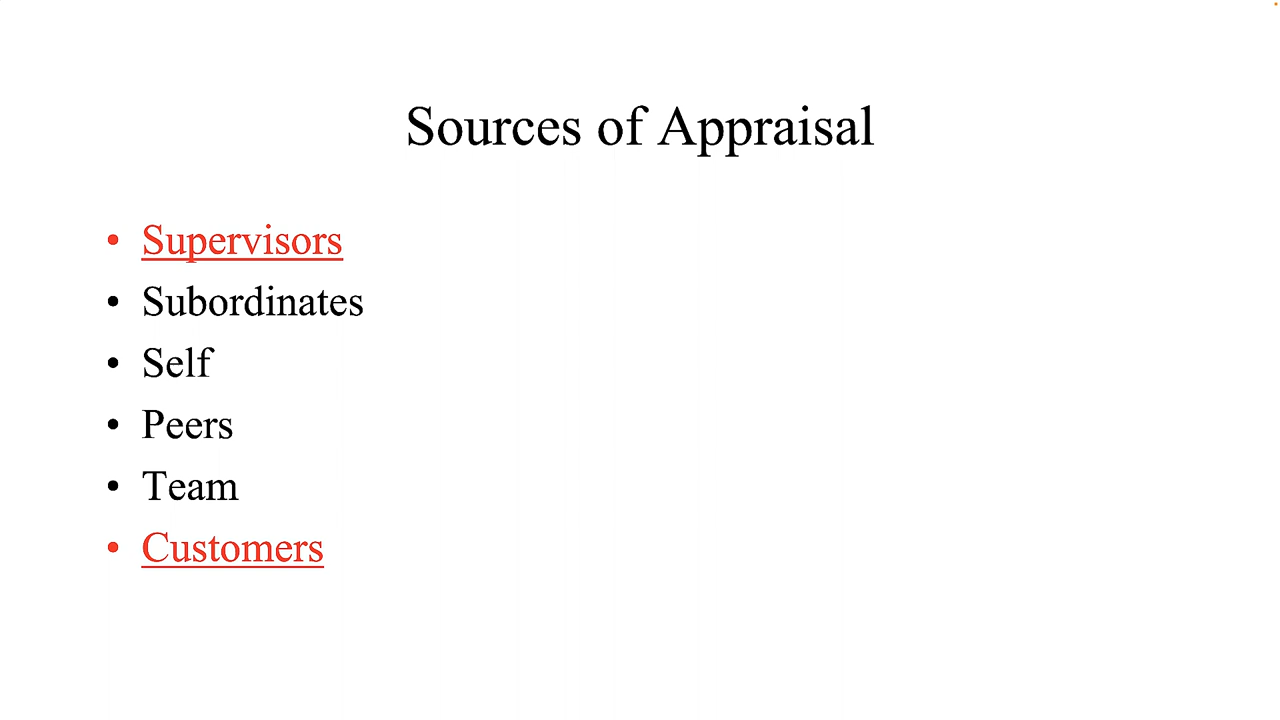 Sources of Appraisal
• Supervisors
• Subordinates
• Self
• Peers
• Team
• Customers